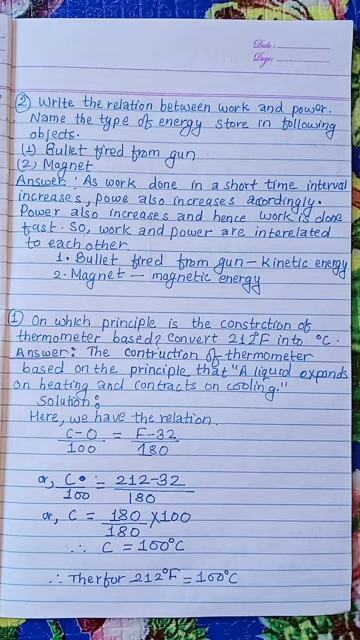 Date:
Page:
② Write the relation between work and power.
Name the type of energy store in following
objects.
(1) Bullet fired from gun
(2) Magnet
Answer: As work done in a short time interval
increases, powe also increases acordingly.
Power also increases and hence work is done
fast. So, work and power are interelated
to each other.
1. Bullet fired from gun - kinetic energy
2. Magnet - magnetic energy
① On which principle is the constrction of
thermometer based? Convert 212°F into °C.
Answer: The contruction of thermometer
based on the principle that "A liquid expands
on heating and contracts on cooling."
Solution:
Here, we have the relation.
C-0/100 = F-32/180
or, C/100 = 212-32/180
or, C = 180/180 × 100
∴ C = 100°C
∴ Therfor 212°F = 100°C